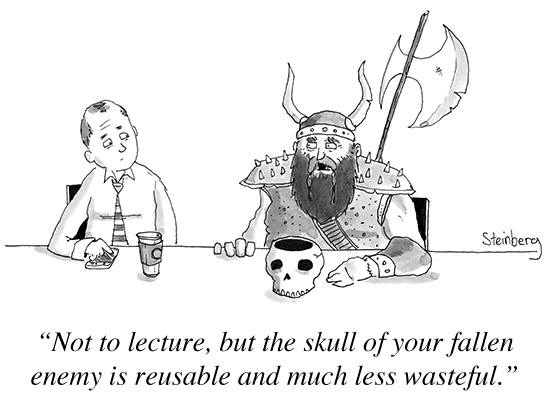 Steinberg
“Not to lecture, but the skull of your fallen
enemy is reusable and much less wasteful.”